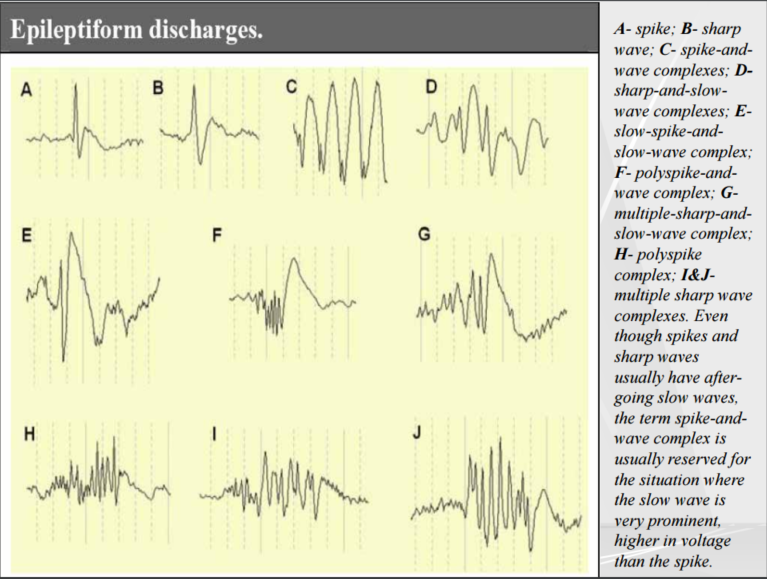 Epileptiform discharges.
A
B
C
D
E
F
G
H
I
J
A- spike; B- sharp
wave; C- spike-and-
wave complexes; D-
sharp-and-slow-
wave complexes; E-
slow-spike-and-
slow-wave complex;
F- polyspike-and-
wave complex; G-
multiple-sharp-and-
slow-wave complex;
H- polyspike
complex; I&J-
multiple sharp wave
complexes. Even
though spikes and
sharp waves
usually have after-
going slow waves,
the term spike-and-
wave complex is
usually reserved for
the situation where
the slow wave is
very prominent,
higher in voltage
than the spike.